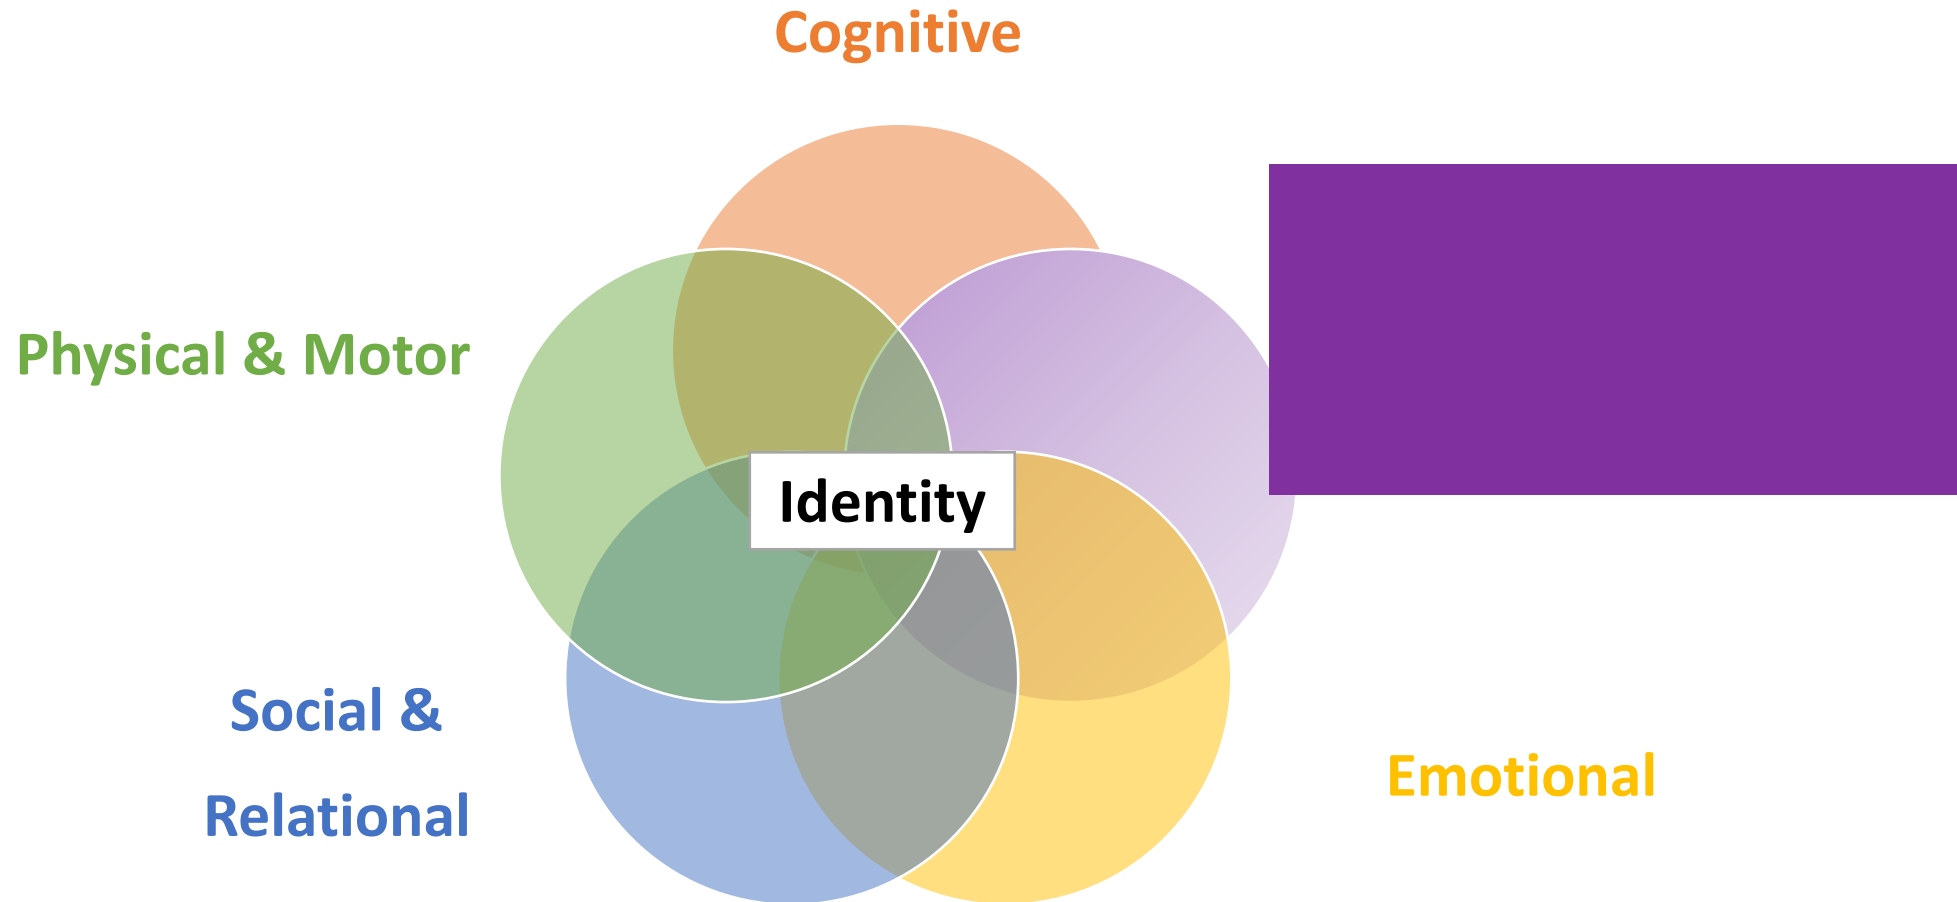 Cognitive
Physical & Motor
Identity
Social &
Relational
Emotional